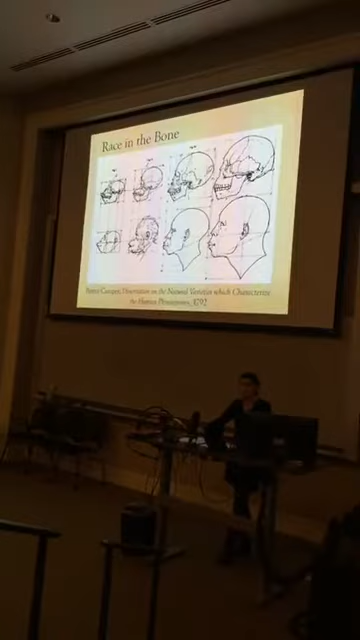 Race in the Bone
Petrus Camper, Dissertation on the Natural Varieties which Characterize
the Human Physiognomy, 1792